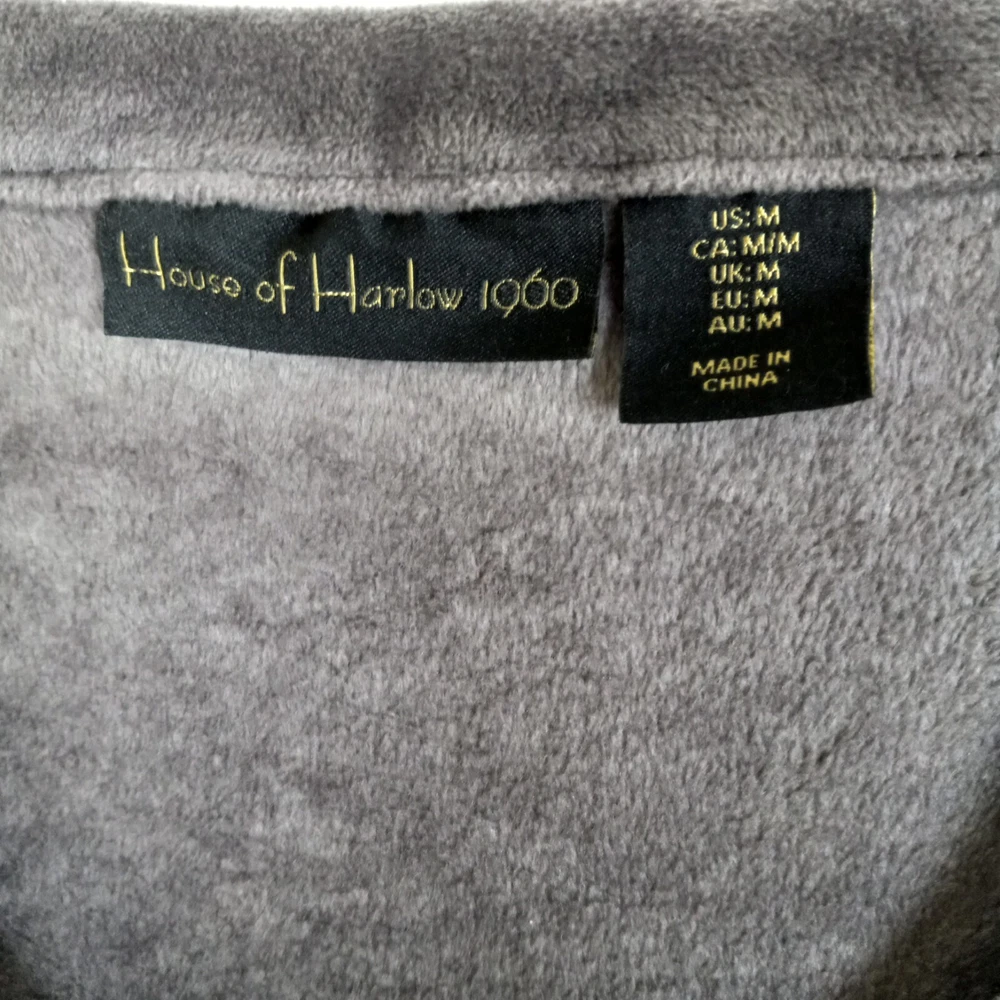 House of Harlow 1960
US: M
CA: M/M
UK: M
EU: M
AU: M
MADE IN
CHINA